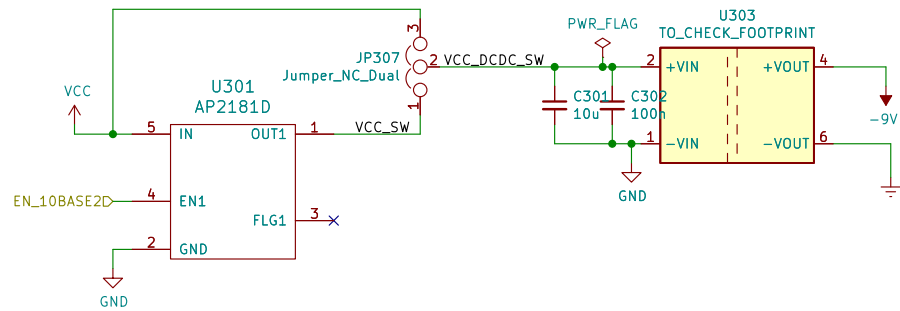 U303
TO_CHECK_FOOTPRINT
PWR_FLAG
3
JP307
Jumper_NC_Dual
2
VCC_DCDC_SW
1
2
+VIN
+VOUT
4
-9V
C301
10u
C302
100n
1
-VIN
-VOUT
6
GND
VCC
U301
AP2181D
5
IN
OUT1
1
VCC_SW
EN_10BASE2
4
EN1
FLG1
3
2
GND
GND